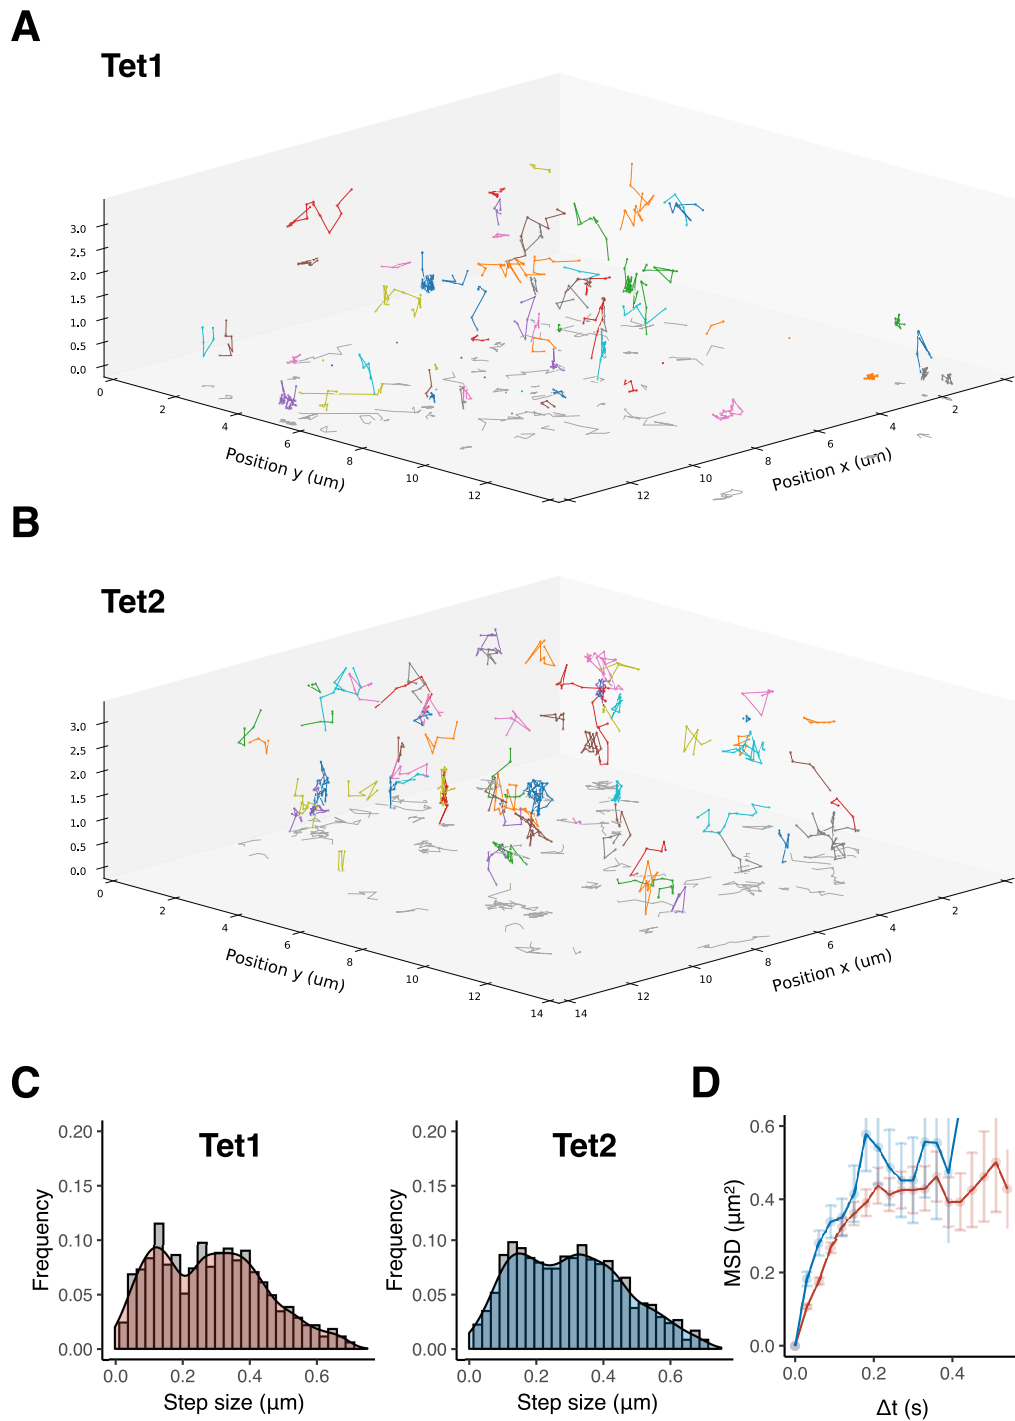 A
Tet1
3.0
2.5
2.0
1.5
1.0
0.5
0.0
0
2
4
6
8
10
12
Position y (um)
12
10
8
6
4
2
Position x (um)
B
Tet2
3.0
2.5
2.0
1.5
1.0
0.5
0.0
0
2
4
6
8
10
12
14
Position y (um)
14
12
10
8
6
4
2
Position x (um)
C
Tet1
0.20
0.15
0.10
0.05
0.00
Frequency
0.0 0.2 0.4 0.6
Step size (μm)
Tet2
0.20
0.15
0.10
0.05
0.00
Frequency
0.0 0.2 0.4 0.6
Step size (μm)
D
0.6
0.4
0.2
0.0
MSD (μm²)
0.0 0.2 0.4
Δt (s)